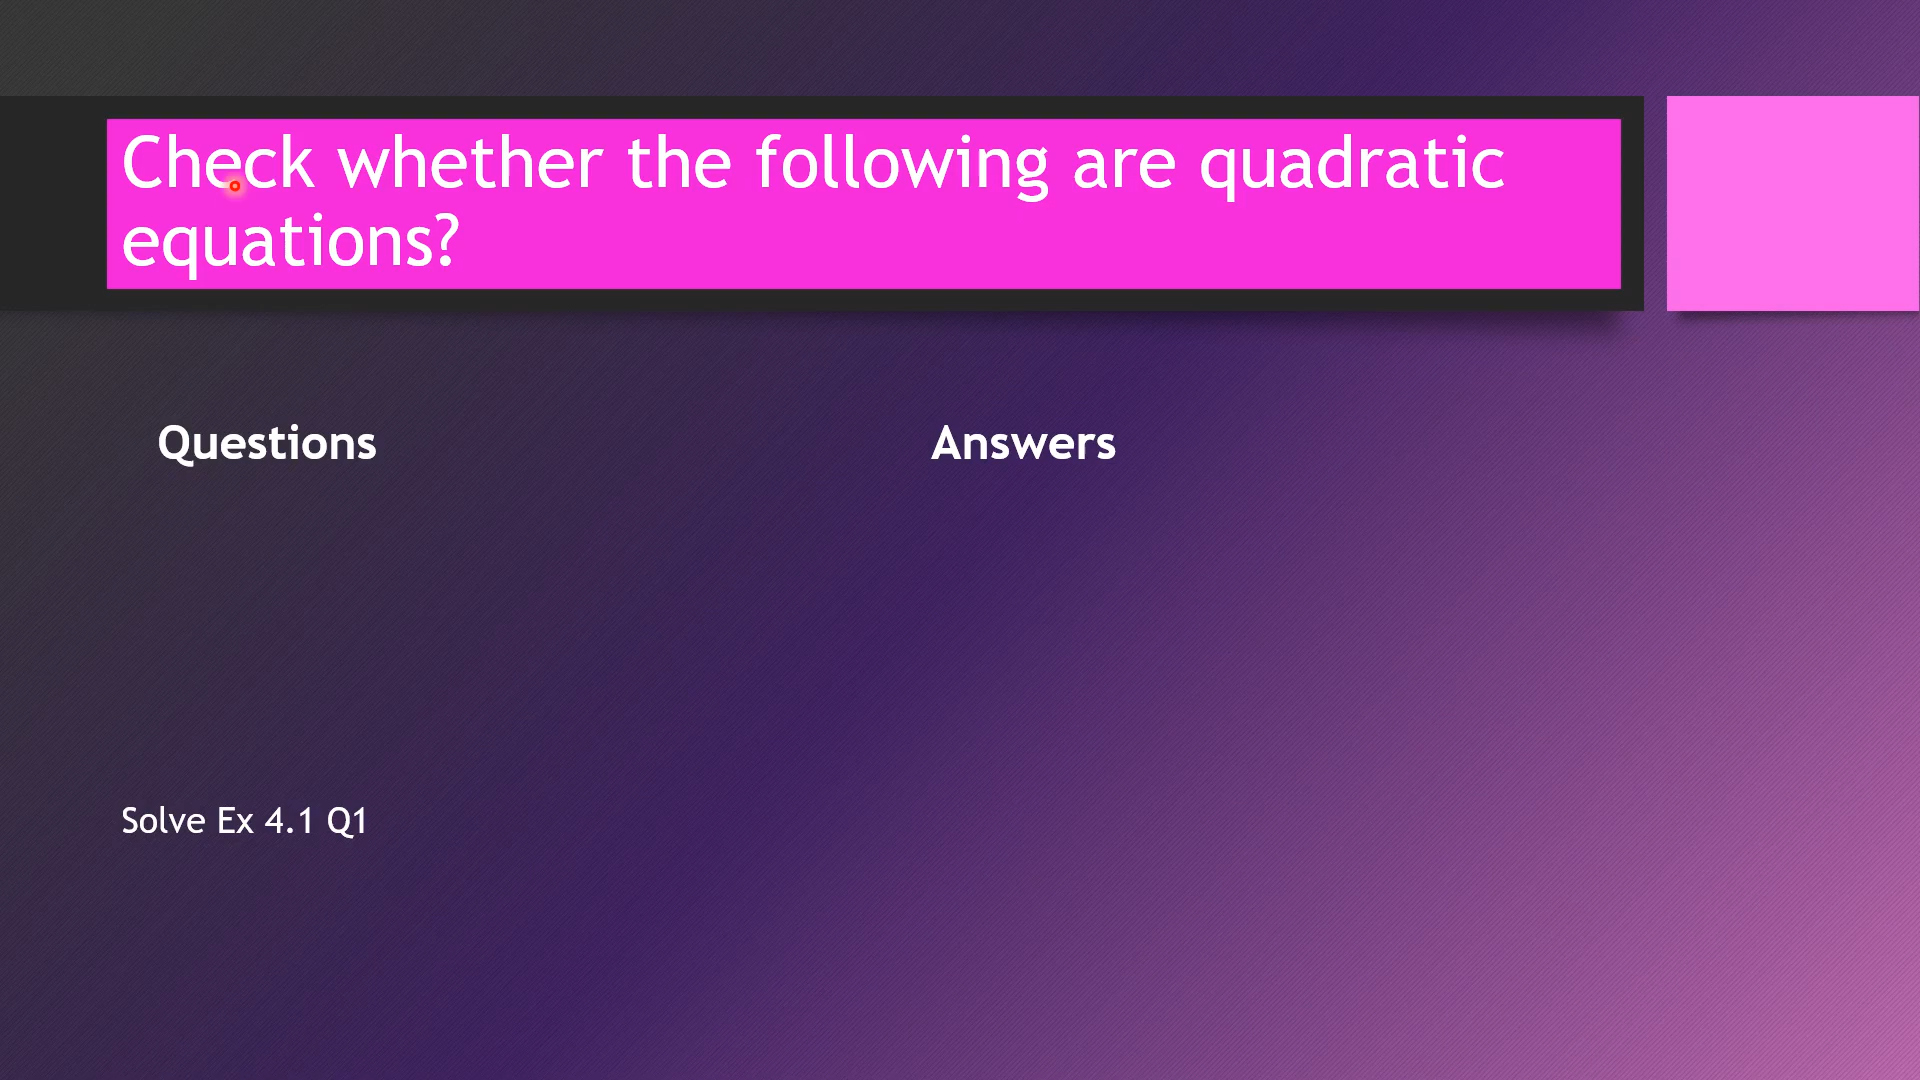 Check whether the following are quadratic
equations?
Questions
Answers
Solve Ex 4.1 Q1